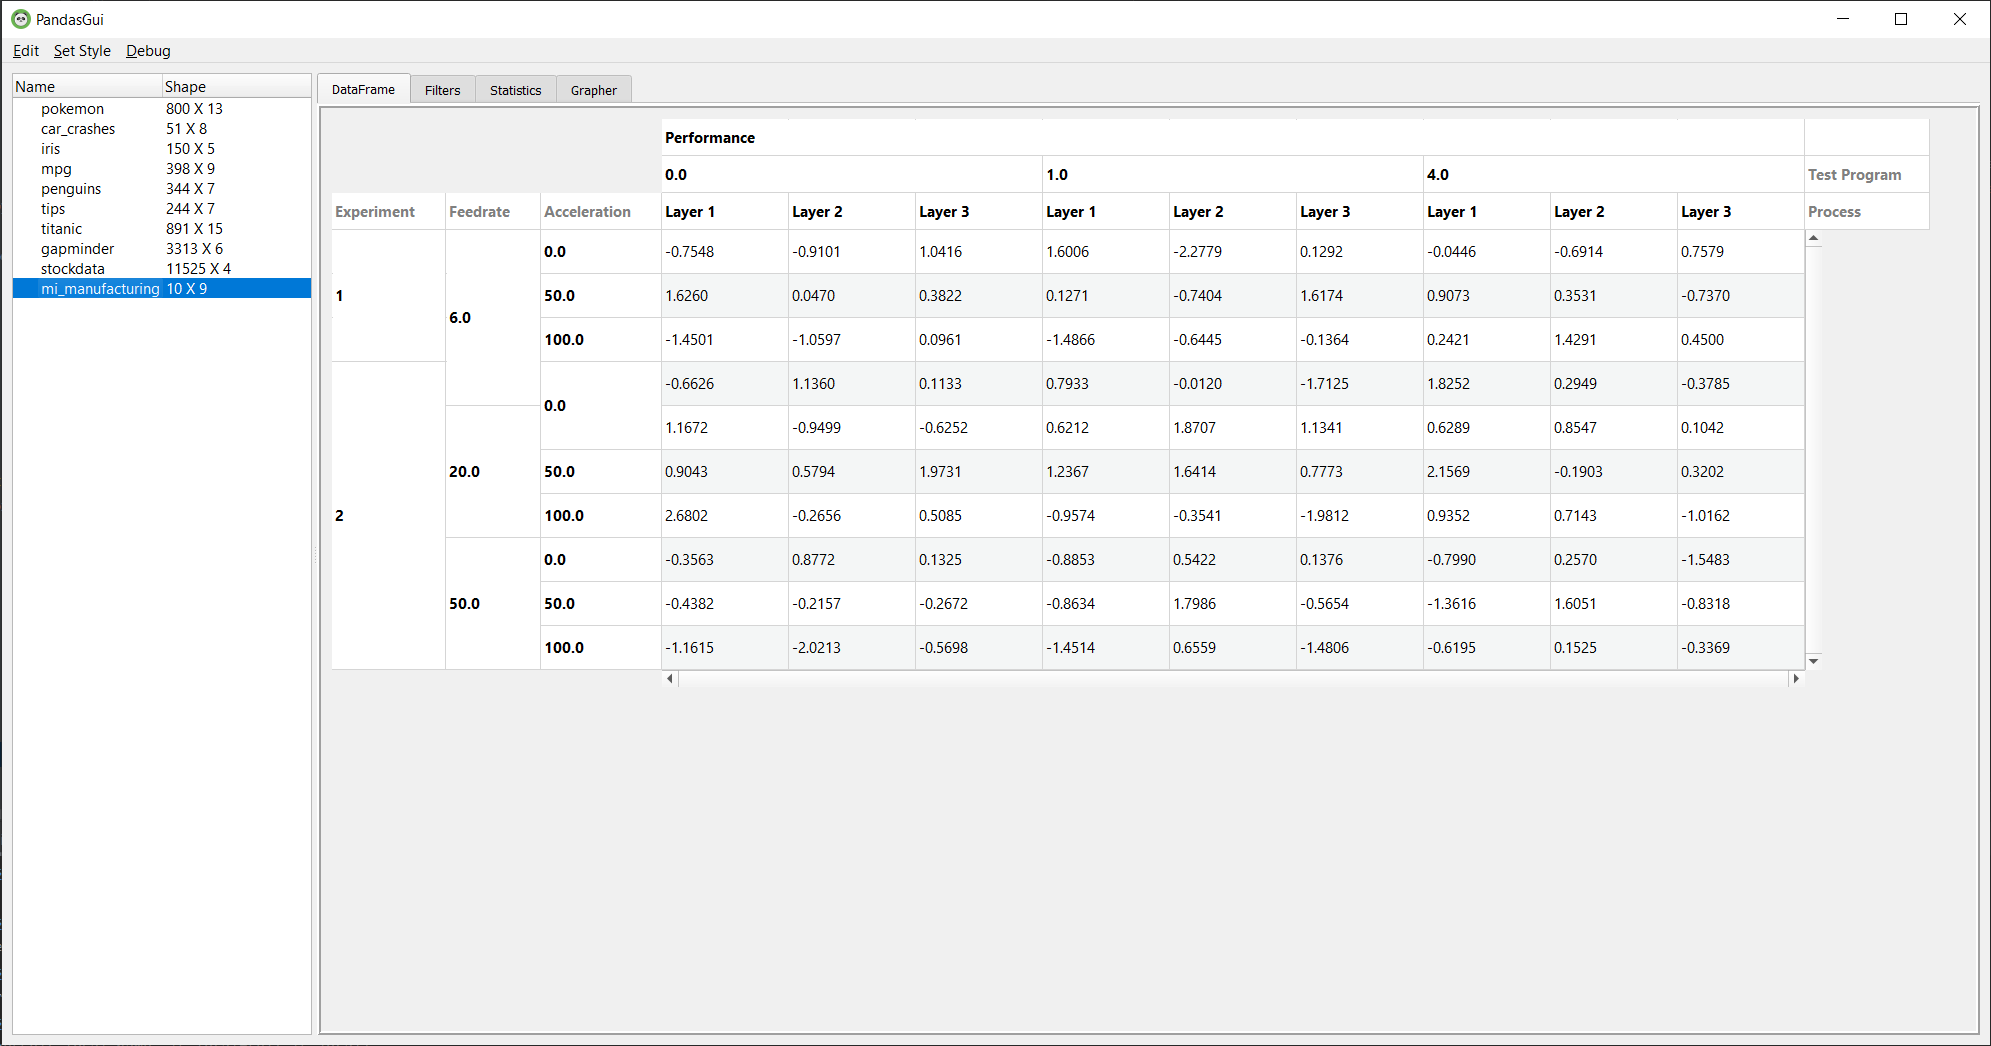 PandasGui
Edit Set Style Debug
Name Shape
pokemon 800 X 13
car_crashes 51 X 8
iris 150 X 5
mpg 398 X 9
penguins 344 X 7
tips 244 X 7
titanic 891 X 15
gapminder 3313 X 6
stockdata 11525 X 4
mi_manufacturing 10 X 9
DataFrame Filters Statistics Grapher
Performance
0.0 1.0 4.0 Test Program
Experiment Feedrate Acceleration Layer 1 Layer 2 Layer 3 Layer 1 Layer 2 Layer 3 Layer 1 Layer 2 Layer 3 Process
0.0 -0.7548 -0.9101 1.0416 1.6006 -2.2779 0.1292 -0.0446 -0.6914 0.7579
1 50.0 1.6260 0.0470 0.3822 0.1271 -0.7404 1.6174 0.9073 0.3531 -0.7370
6.0
100.0 -1.4501 -1.0597 0.0961 -1.4866 -0.6445 -0.1364 0.2421 1.4291 0.4500
-0.6626 1.1360 0.1133 0.7933 -0.0120 -1.7125 1.8252 0.2949 -0.3785
0.0
1.1672 -0.9499 -0.6252 0.6212 1.8707 1.1341 0.6289 0.8547 0.1042
20.0 50.0 0.9043 0.5794 1.9731 1.2367 1.6414 0.7773 2.1569 -0.1903 0.3202
2 100.0 2.6802 -0.2656 0.5085 -0.9574 -0.3541 -1.9812 0.9352 0.7143 -1.0162
0.0 -0.3563 0.8772 0.1325 -0.8853 0.5422 0.1376 -0.7990 0.2570 -1.5483
50.0 50.0 -0.4382 -0.2157 -0.2672 -0.8634 1.7986 -0.5654 -1.3616 1.6051 -0.8318
100.0 -1.1615 -2.0213 -0.5698 -1.4514 0.6559 -1.4806 -0.6195 0.1525 -0.3369